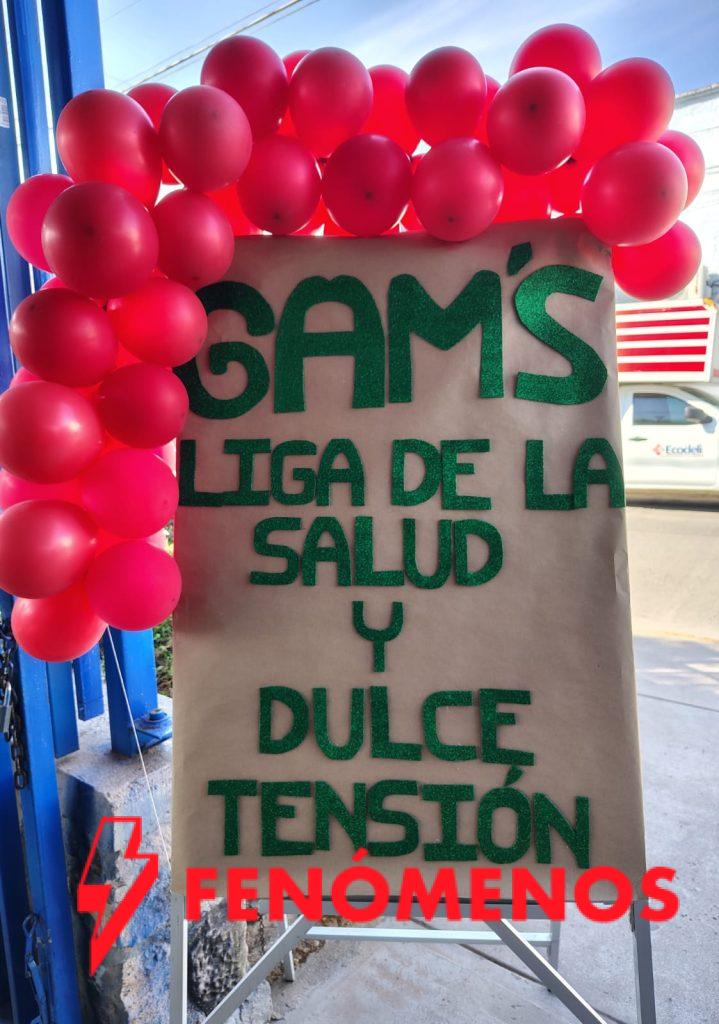 GAM'S
LIGA DE LA
SALUD
Y
DULCE
TENSIÓN
FENÓMENOS
Ecodeli